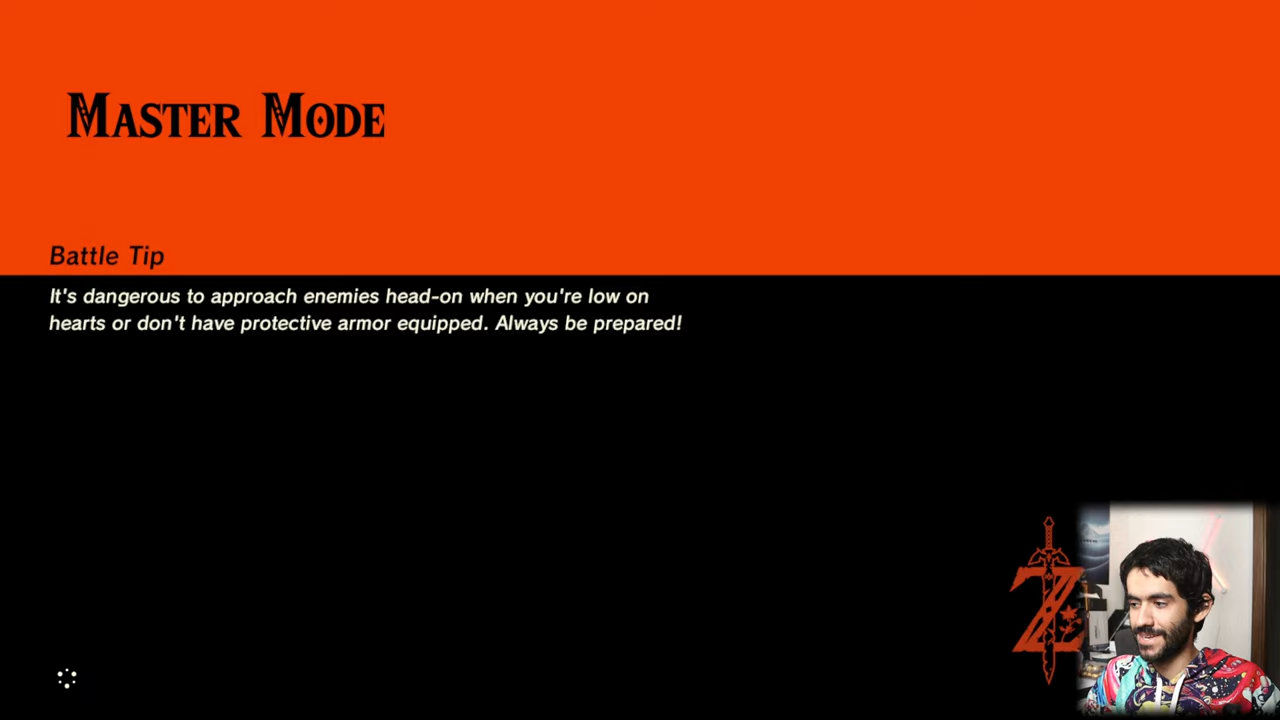 Master Mode
Battle Tip
It's dangerous to approach enemies head-on when you're low on
hearts or don't have protective armor equipped. Always be prepared!
Z